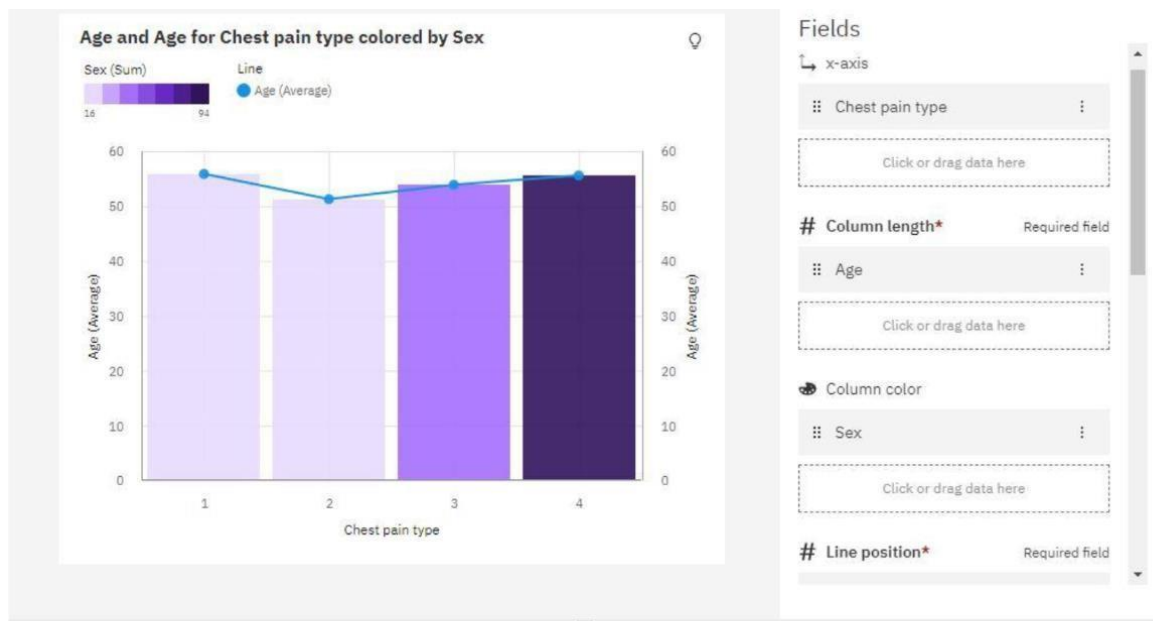 Age and Age for Chest pain type colored by Sex
Sex (Sum)
Line
16
94
Age (Average)
60
50
40
30
20
10
0
Age (Average)
60
50
40
30
20
10
0
Age (Average)
1
2
3
4
Chest pain type
Fields
x-axis
Chest pain type
Click or drag data here
# Column length* Required field
Age
Click or drag data here
Column color
Sex
Click or drag data here
# Line position* Required field